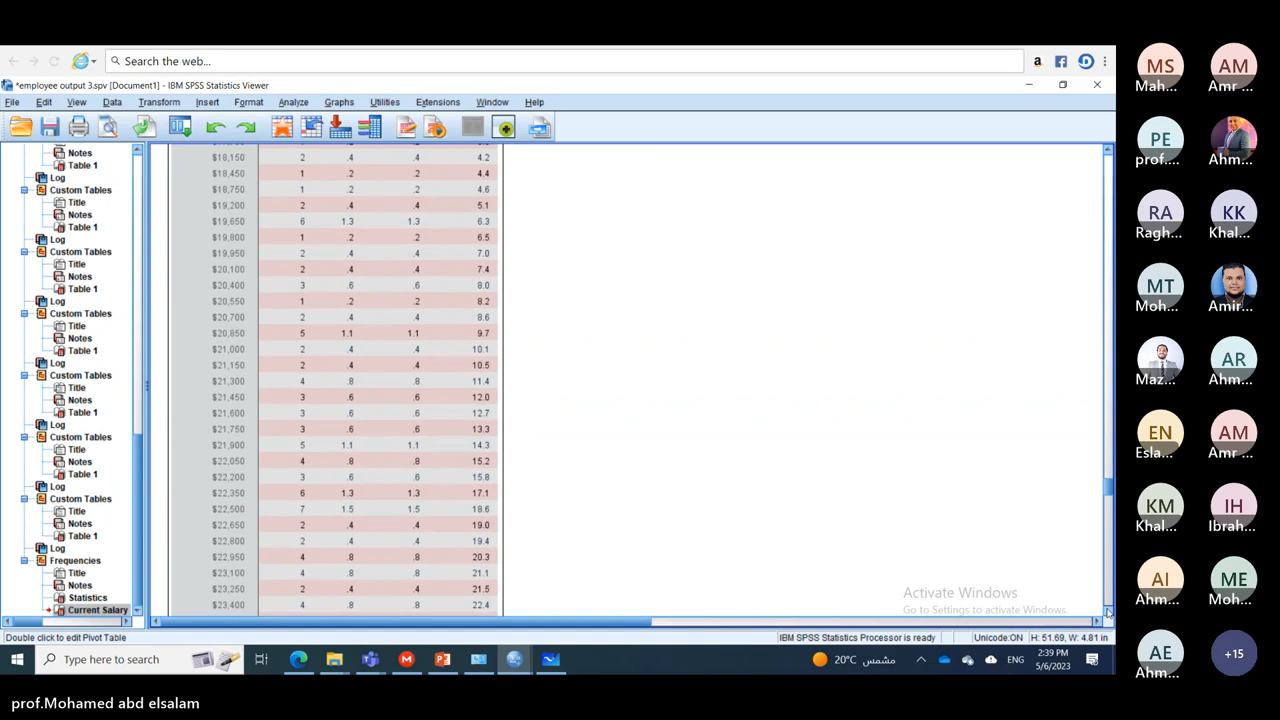 Search the web...
*employee output 3.spv [Document1] - IBM SPSS Statistics Viewer
File Edit View Data Transform Insert Format Analyze Graphs Utilities Extensions Window Help
Notes
Table 1
Log
Custom Tables
Title
Notes
Table 1
Log
Custom Tables
Title
Notes
Table 1
Log
Custom Tables
Title
Notes
Table 1
Log
Custom Tables
Title
Notes
Table 1
Log
Custom Tables
Title
Notes
Table 1
Log
Custom Tables
Title
Notes
Table 1
Log
Frequencies
Title
Notes
Statistics
Current Salary
$18,150 2 .4 .4 4.2
$18,450 1 .2 .2 4.4
$18,750 1 .2 .2 4.6
$19,200 2 .4 .4 5.1
$19,650 6 1.3 1.3 6.3
$19,800 1 .2 .2 6.5
$19,950 2 .4 .4 7.0
$20,100 2 .4 .4 7.4
$20,400 3 .6 .6 8.0
$20,550 1 .2 .2 8.2
$20,700 2 .4 .4 8.6
$20,850 5 1.1 1.1 9.7
$21,000 2 .4 .4 10.1
$21,150 2 .4 .4 10.5
$21,300 4 .8 .8 11.4
$21,450 3 .6 .6 12.0
$21,600 3 .6 .6 12.7
$21,750 3 .6 .6 13.3
$21,900 5 1.1 1.1 14.3
$22,050 4 .8 .8 15.2
$22,200 3 .6 .6 15.8
$22,350 6 1.3 1.3 17.1
$22,500 7 1.5 1.5 18.6
$22,650 2 .4 .4 19.0
$22,800 2 .4 .4 19.4
$22,950 4 .8 .8 20.3
$23,100 4 .8 .8 21.1
$23,250 2 .4 .4 21.5
$23,400 4 .8 .8 22.4
Activate Windows
Go to Settings to activate Windows.
Double click to edit Pivot Table
IBM SPSS Statistics Processor is ready Unicode:ON H: 51.69, W: 4.81 in
Type here to search
20°C مشمس
ENG
2:39 PM
5/6/2023
MS AM
Mah... Amr ...
PE
prof.... Ahm...
RA KK
Ragh... Khal...
MT
Moh... Amir...
AR
Maz... Ahm...
EN AM
Esla... Amr ...
KM IH
Khal... Ibrah...
AI ME
Ahm... Moh...
AE +15
Ahm...
prof.Mohamed abd elsalam